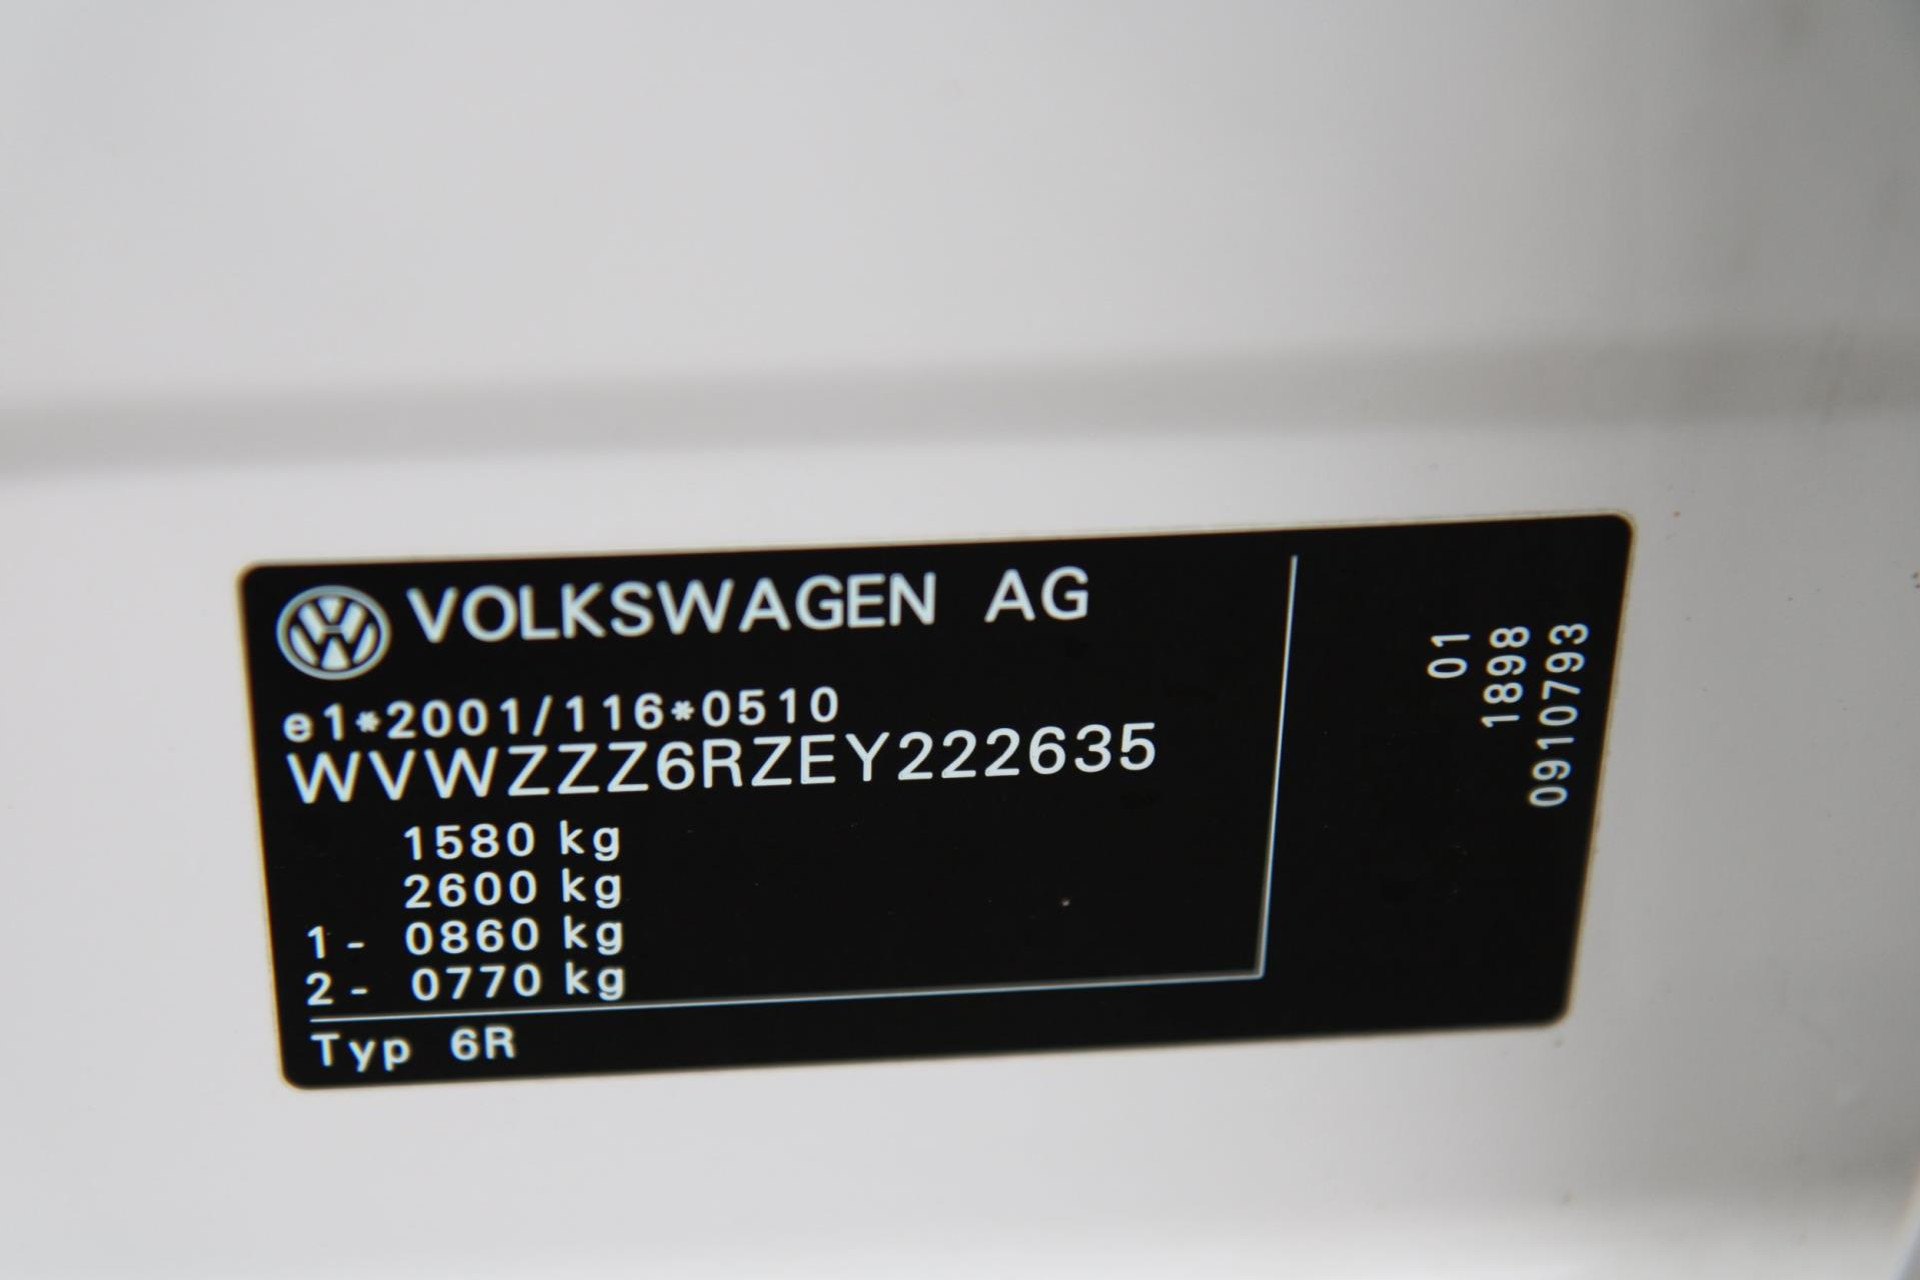 VOLKSWAGEN AG
e1*2001/116*0510
WVWZZZ6RZEY222635
1580 kg
2600 kg
1- 0860 kg
2- 0770 kg
Typ 6R
01
1898
0910793